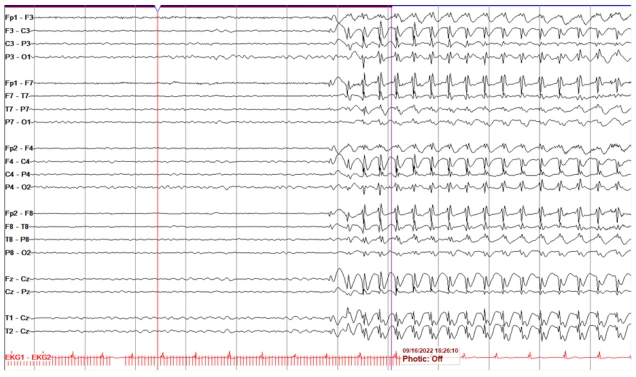 Fp1 - F3
F3 - C3
C3 - P3
P3 - O1
Fp1 - F7
F7 - T7
T7 - P7
P7 - O1
Fp2 - F4
F4 - C4
C4 - P4
P4 - O2
Fp2 - F8
F8 - T8
T8 - P8
P8 - O2
Fz - Cz
Cz - Pz
T1 - Cz
T2 - Cz
EKG1 - EKG2
09/16/2022 16:26:10
Photic: Off